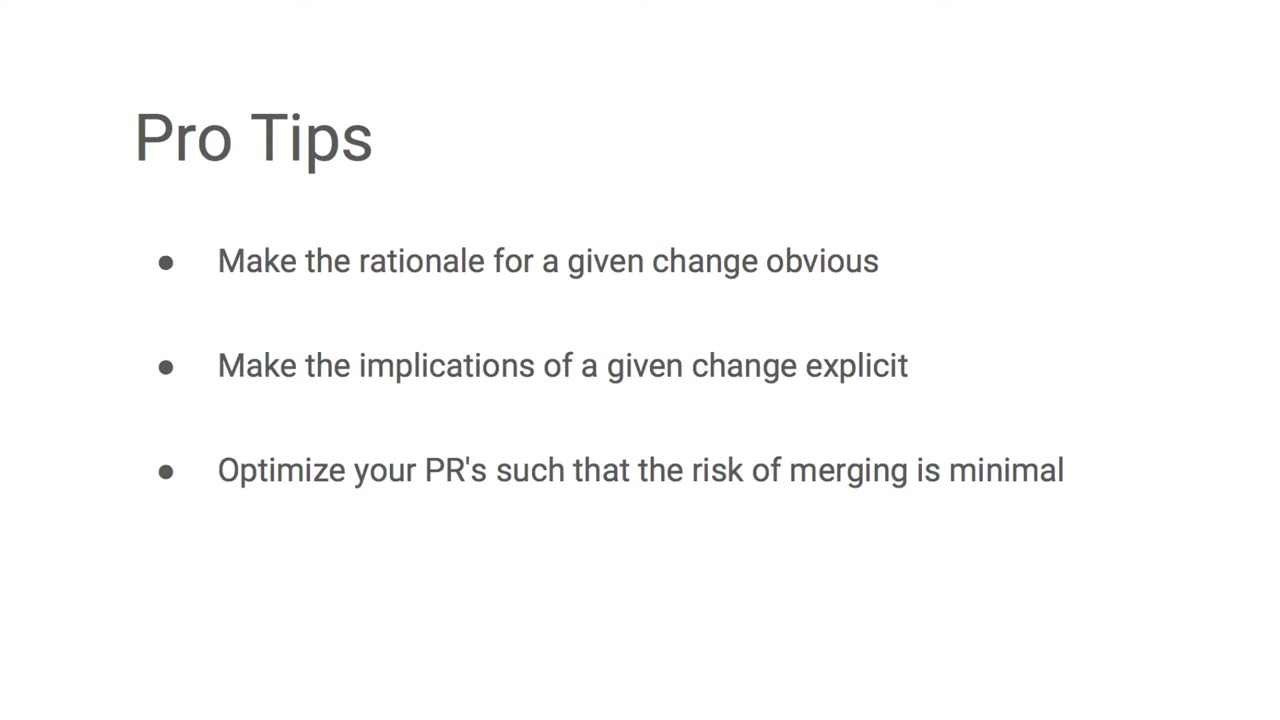 Pro Tips
● Make the rationale for a given change obvious
● Make the implications of a given change explicit
● Optimize your PR's such that the risk of merging is minimal